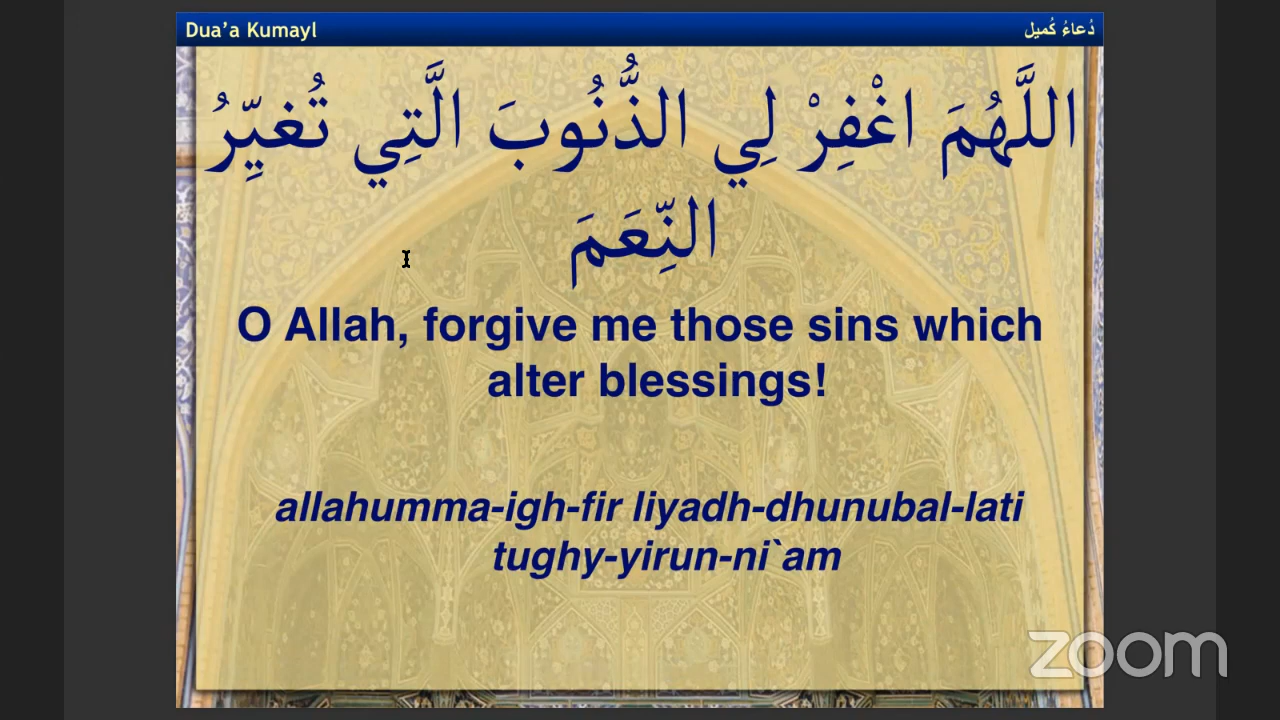 Dua’a Kumayl
دُعاءُ كُميل
اللَّهُمَ اغْفِرْ لِي الذُّنُوبَ الَّتِي تُغيِّرُ
النِّعَمَ
O Allah, forgive me those sins which
alter blessings!
allahumma-igh-fir liyadh-dhunubal-lati
tughy-yirun-ni`am
zoom